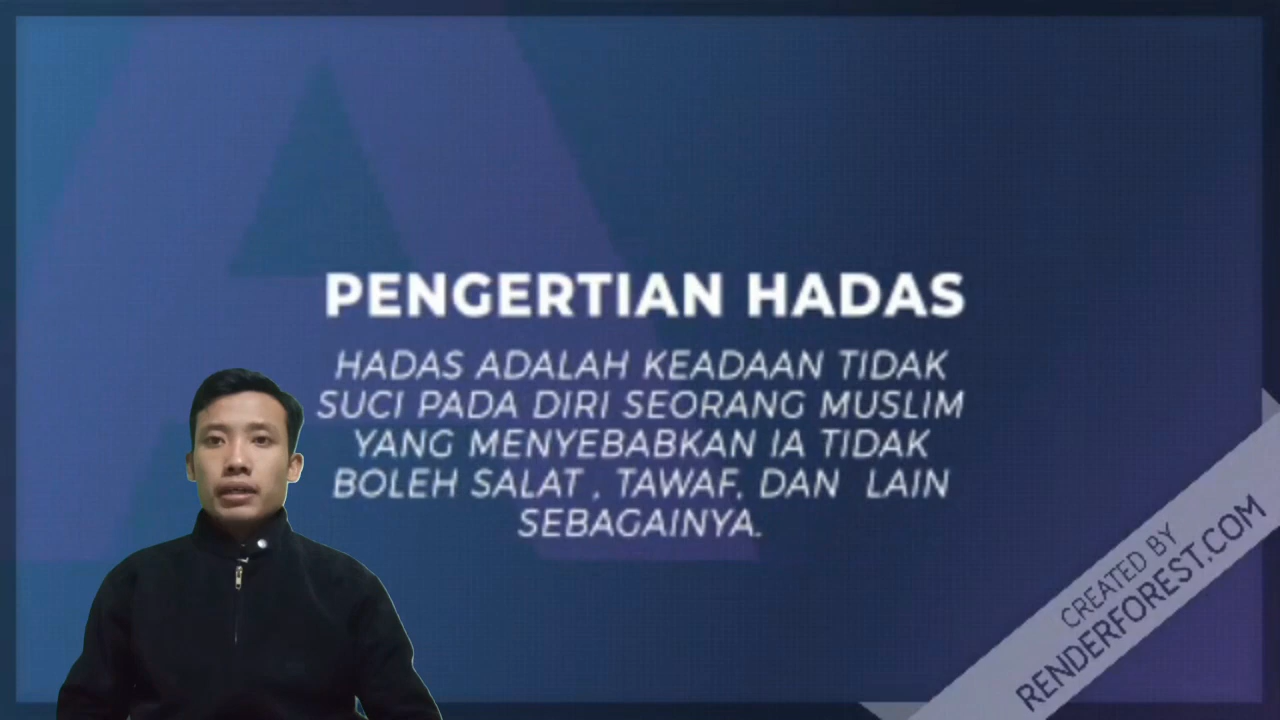 PENGERTIAN HADAS
HADAS ADALAH KEADAAN TIDAK
SUCI PADA DIRI SEORANG MUSLIM
YANG MENYEBABKAN IA TIDAK
BOLEH SALAT , TAWAF, DAN LAIN
SEBAGAINYA.
CREATED BY
RENDERFOREST.COM